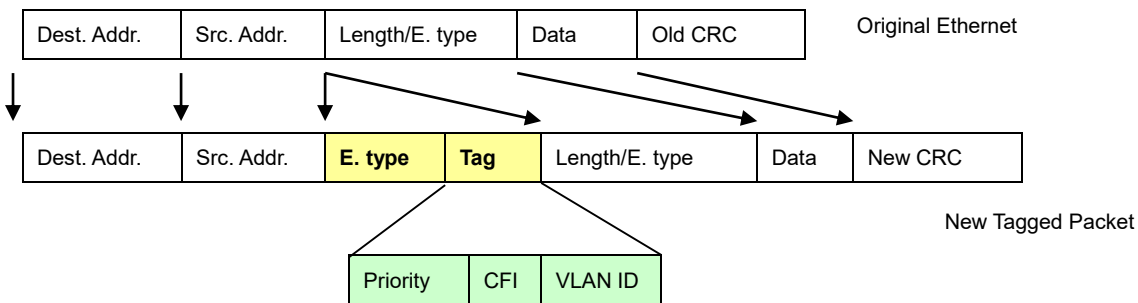 Dest. Addr. Src. Addr. Length/E. type Data Old CRC Original Ethernet
Dest. Addr. Src. Addr. E. type Tag Length/E. type Data New CRC
New Tagged Packet
Priority CFI VLAN ID